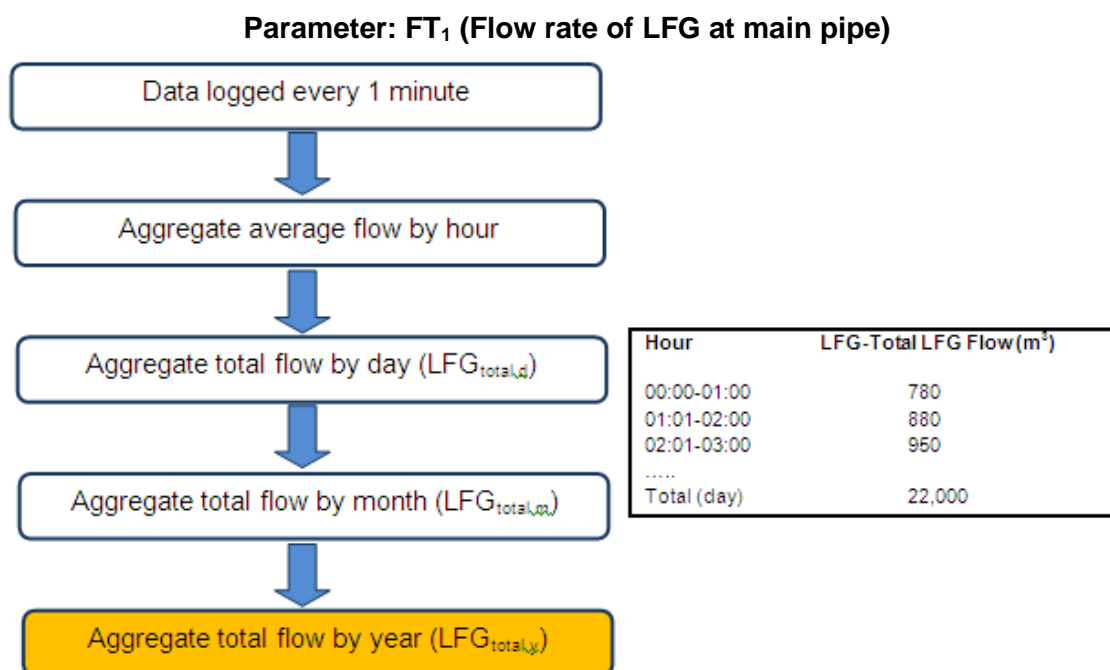 Parameter: FT₁ (Flow rate of LFG at main pipe)
Data logged every 1 minute
Aggregate average flow by hour
Aggregate total flow by day (LFGtotal,d)
Aggregate total flow by month (LFGtotal,m)
Aggregate total flow by year (LFGtotal,y)
Hour LFG-Total LFG Flow (m³)
00:00-01:00 780
01:01-02:00 880
02:01-03:00 950
.....
Total (day) 22,000